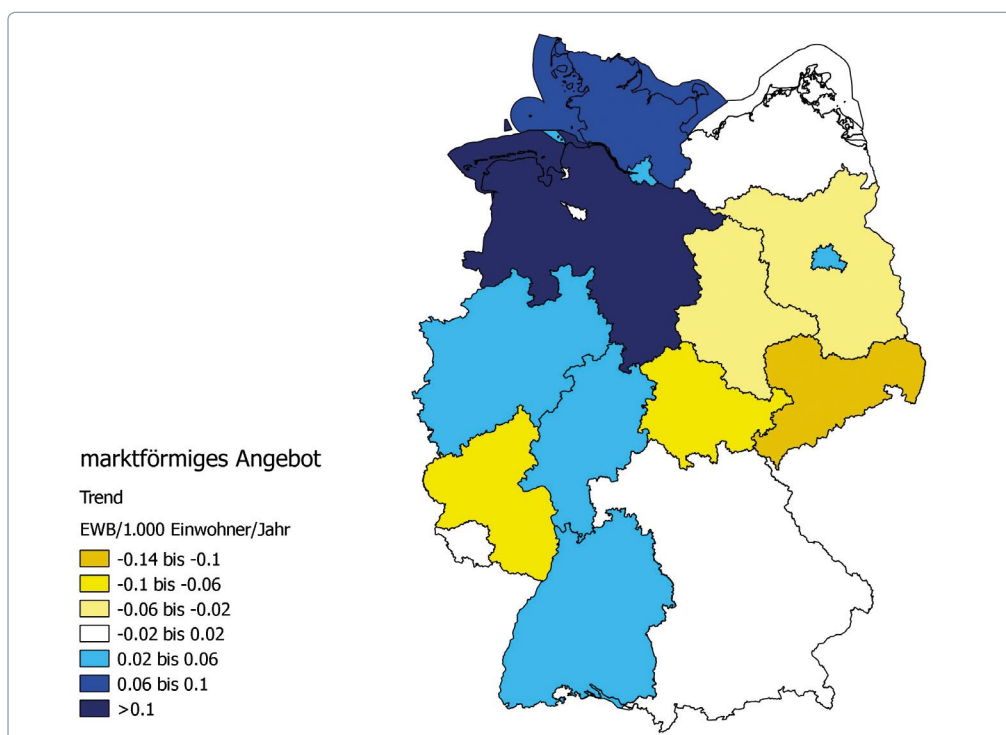 marktförmiges Angebot
Trend
EWB/1.000 Einwohner/Jahr
-0.14 bis -0.1
-0.1 bis -0.06
-0.06 bis -0.02
-0.02 bis 0.02
0.02 bis 0.06
0.06 bis 0.1
>0.1